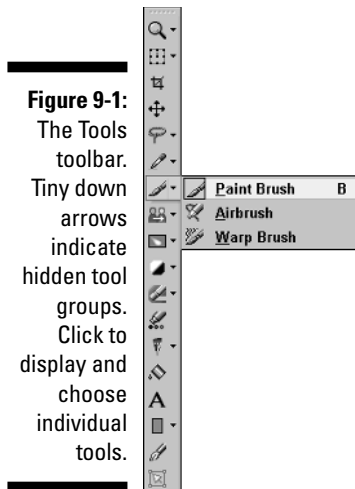 Figure 9-1:
The Tools
toolbar.
Tiny down
arrows
indicate
hidden tool
groups.
Click to
display and
choose
individual
tools.
Paint Brush B
Airbrush
Warp Brush
A